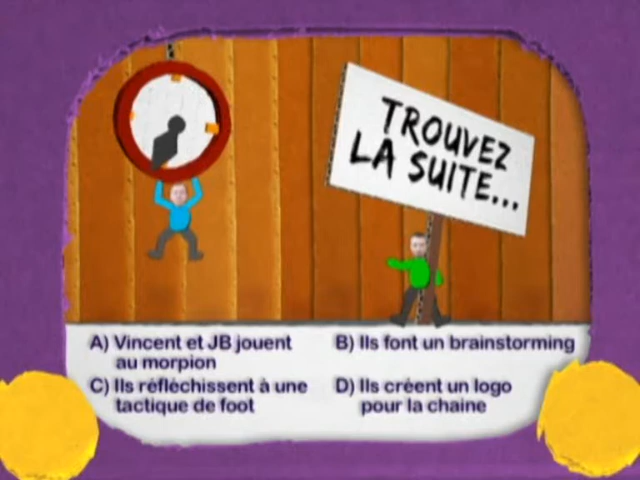 TROUVEZ
LA SUITE...
A) Vincent et JB jouent
au morpion
B) Ils font un brainstorming
C) Ils réfléchissent à une
tactique de foot
D) Ils créent un logo
pour la chaine